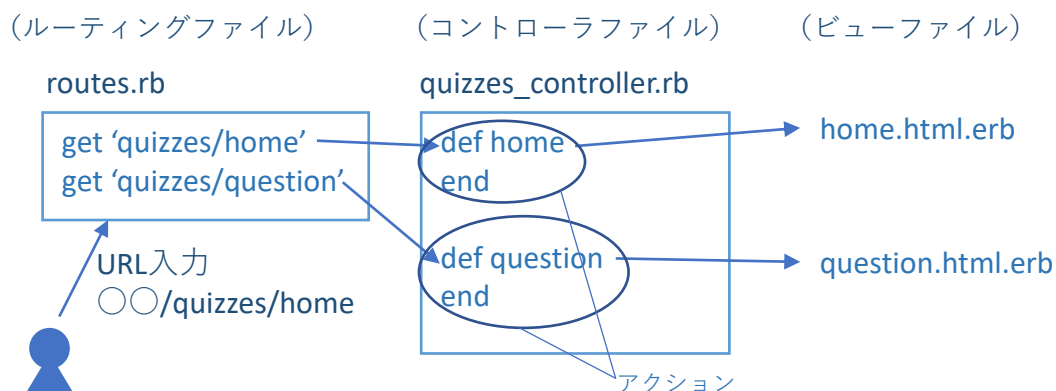 （ルーティングファイル）
（コントローラファイル）
（ビューファイル）
routes.rb
quizzes_controller.rb
get ‘quizzes/home’
get ‘quizzes/question’
def home
end
def question
end
home.html.erb
question.html.erb
URL入力
○○/quizzes/home
アクション